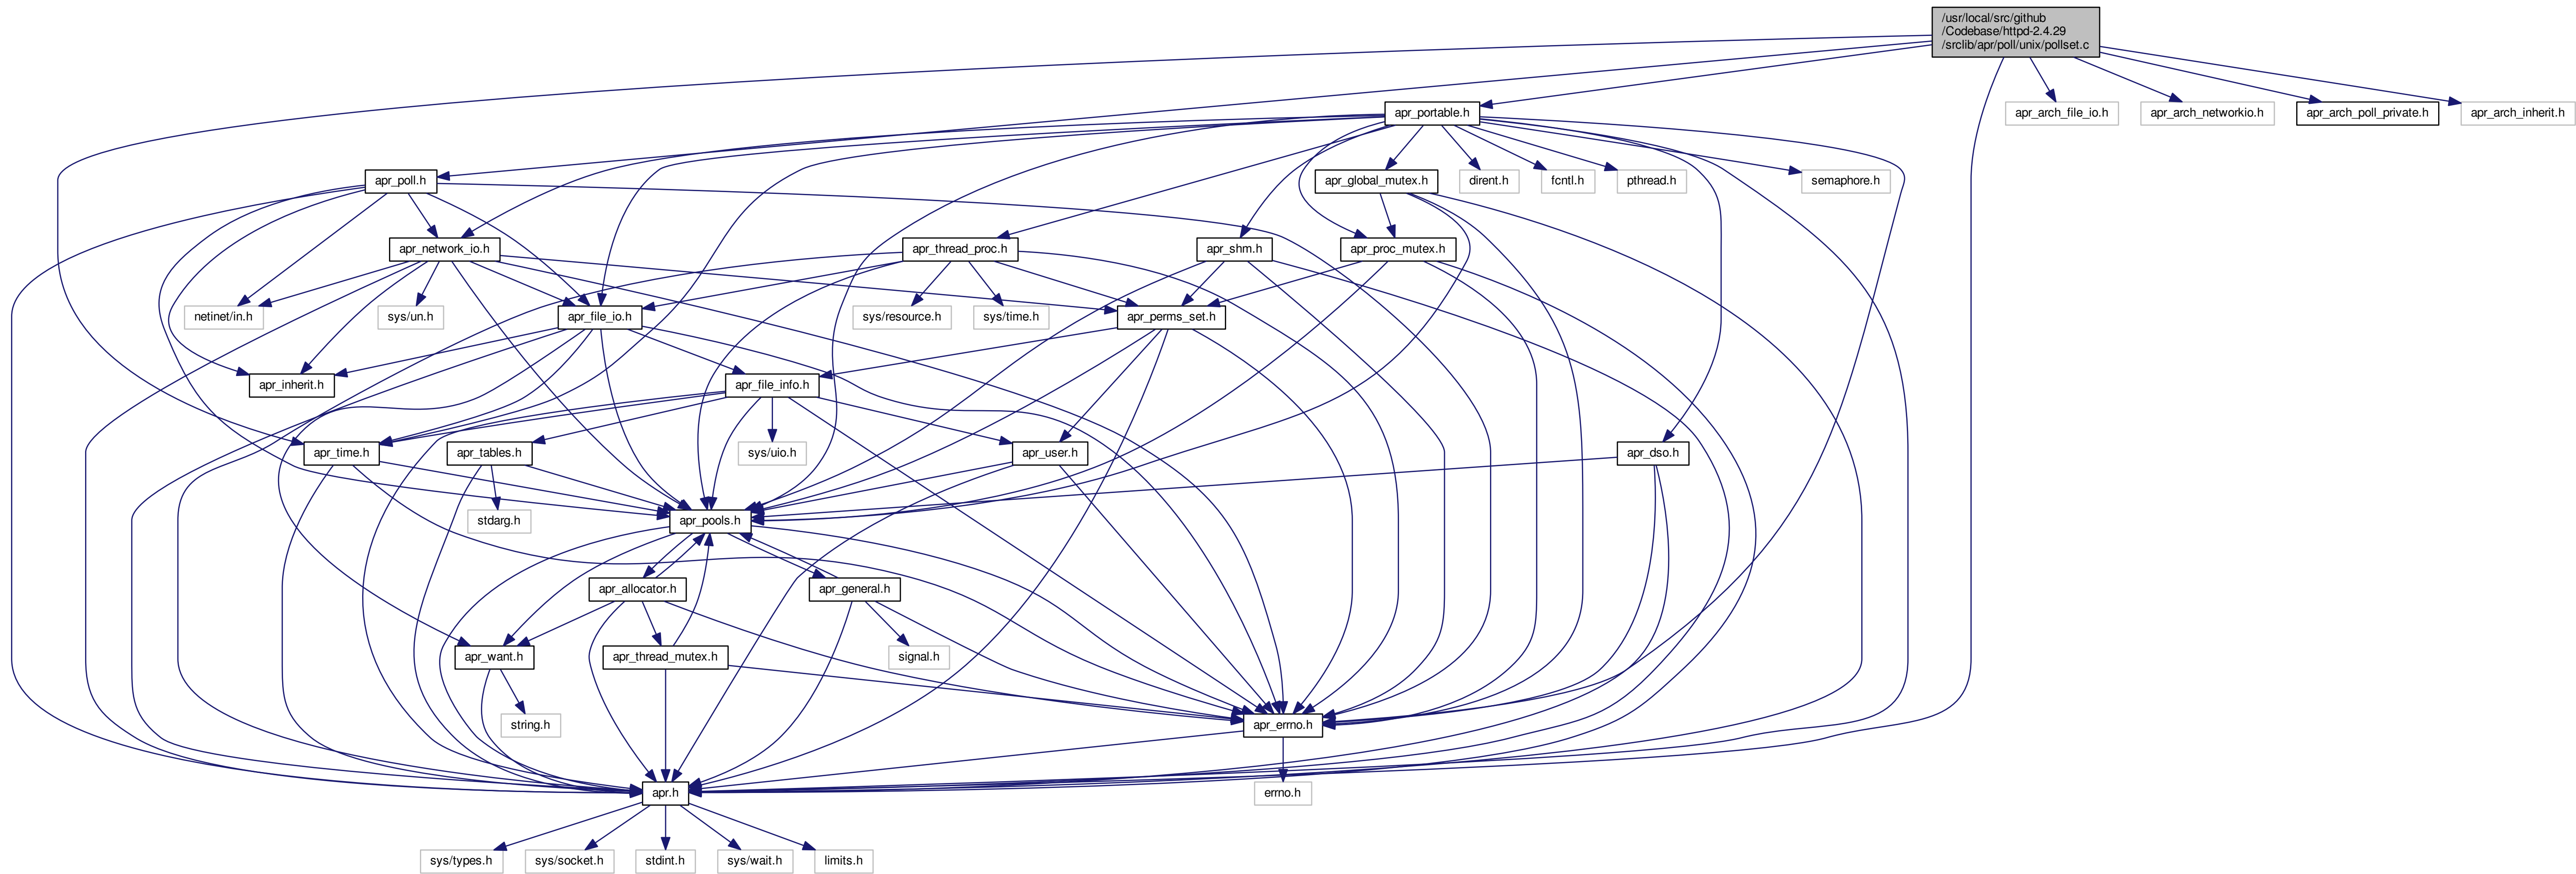 /usr/local/src/github
/Codebase/httpd-2.4.29
/srclib/apr/poll/unix/pollset.c
apr_portable.h
apr_arch_file_io.h
apr_arch_networkio.h
apr_arch_poll_private.h
apr_arch_inherit.h
apr_poll.h
apr_global_mutex.h
dirent.h
fcntl.h
pthread.h
semaphore.h
apr_network_io.h
apr_thread_proc.h
apr_shm.h
apr_proc_mutex.h
netinet/in.h
sys/un.h
apr_file_io.h
sys/resource.h
sys/time.h
apr_perms_set.h
apr_inherit.h
apr_file_info.h
apr_time.h
apr_tables.h
sys/uio.h
apr_user.h
apr_dso.h
stdarg.h
apr_pools.h
apr_allocator.h
apr_general.h
apr_want.h
apr_thread_mutex.h
signal.h
string.h
apr_errno.h
apr.h
errno.h
sys/types.h
sys/socket.h
stdint.h
sys/wait.h
limits.h